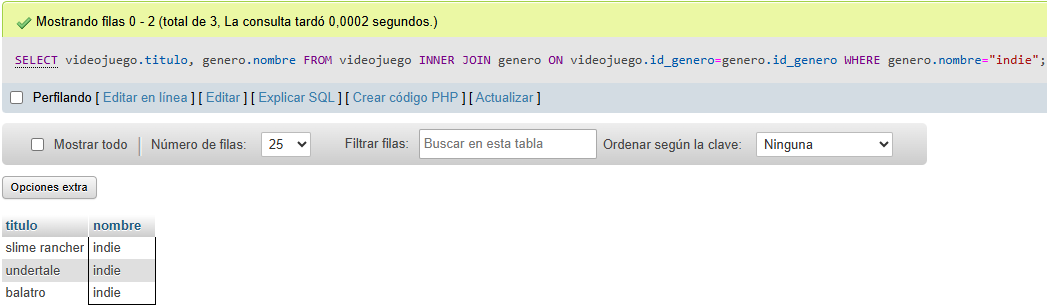 Mostrando filas 0 - 2 (total de 3, La consulta tardó 0,0002 segundos.)
SELECT videojuego.titulo, genero.nombre FROM videojuego INNER JOIN genero ON videojuego.id_genero=genero.id_genero WHERE genero.nombre="indie";
Perfilando [ Editar en línea ] [ Editar ] [ Explicar SQL ] [ Crear código PHP ] [ Actualizar ]
Mostrar todo Número de filas: 25 Filtrar filas: Buscar en esta tabla Ordenar según la clave: Ninguna
Opciones extra
titulo nombre
slime rancher indie
undertale indie
balatro indie